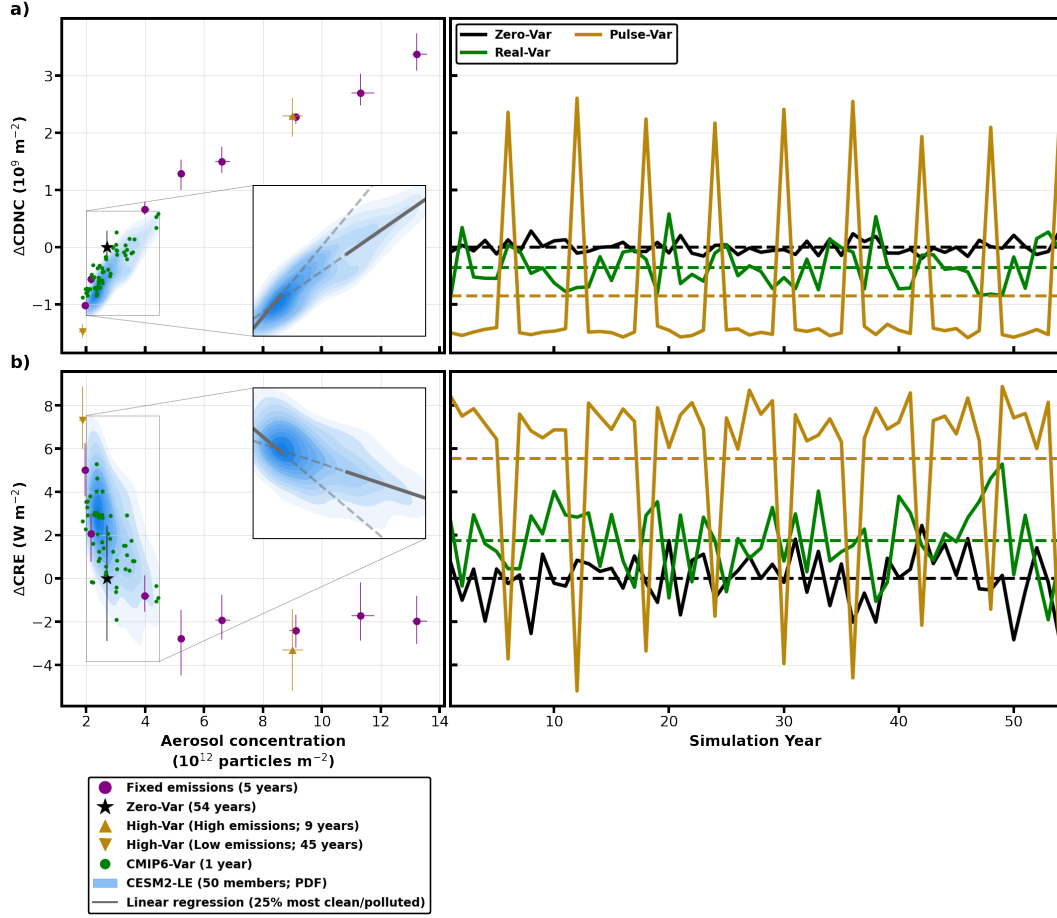 a)
ΔCDNC (10⁹ m⁻²)
3
2
1
0
−1
Zero-Var
Real-Var
Pulse-Var
b)
ΔCRE (W m⁻²)
8
6
4
2
0
−2
−4
2 4 6 8 10 12 14
Aerosol concentration
(10¹² particles m⁻²)
10 20 30 40 50
Simulation Year
Fixed emissions (5 years)
Zero-Var (54 years)
High-Var (High emissions; 9 years)
High-Var (Low emissions; 45 years)
CMIP6-Var (1 year)
CESM2-LE (50 members; PDF)
Linear regression (25% most clean/polluted)